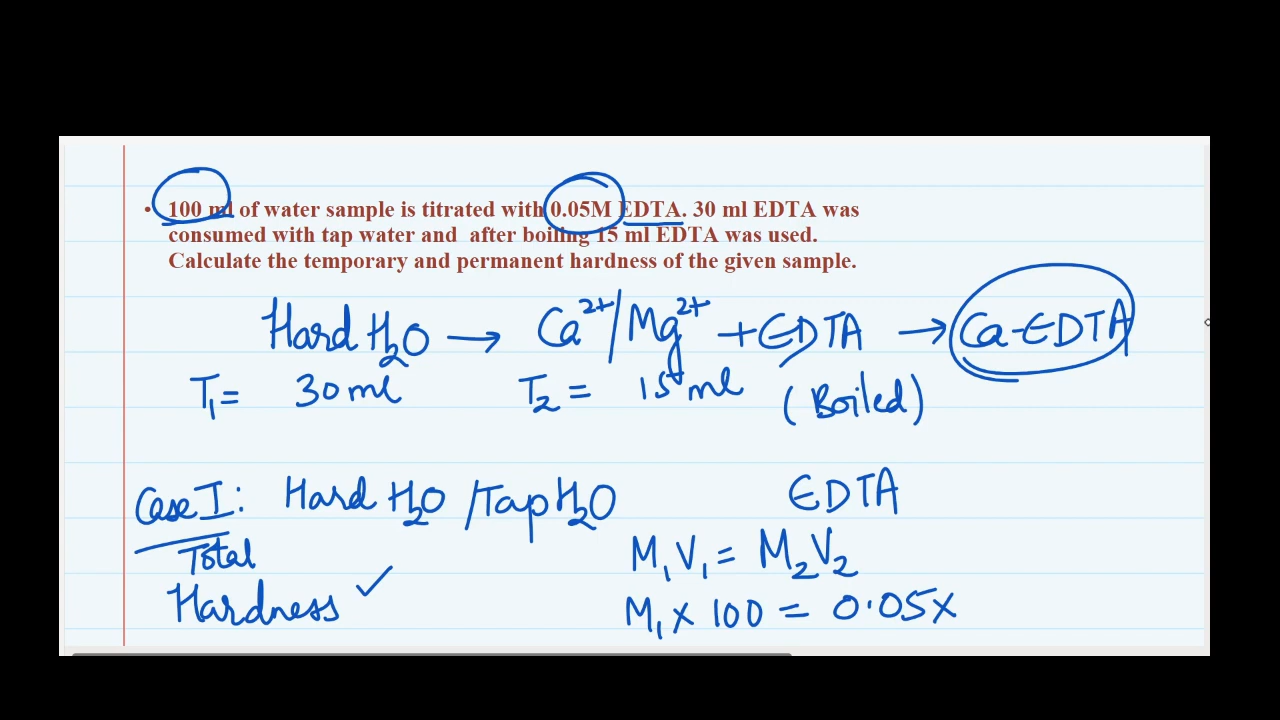 • 100 ml of water sample is titrated with 0.05M EDTA. 30 ml EDTA was
consumed with tap water and after boiling 15 ml EDTA was used.
Calculate the temporary and permanent hardness of the given sample.
Hard H₂O → Ca²⁺/Mg²⁺ + EDTA → Ca-EDTA
T₁ = 30 ml T₂ = 15 ml (Boiled)
Case I: Hard H₂O / Tap H₂O EDTA
Total M₁V₁ = M₂V₂
Hardness ✓ M₁ × 100 = 0.05×